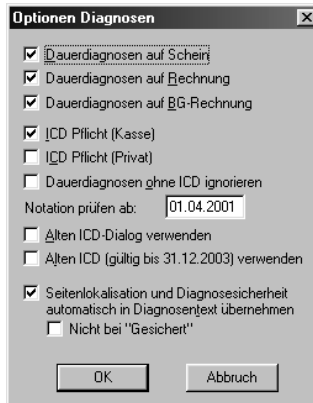 Optionen Diagnosen
Dauerdiagnosen auf Schein
Dauerdiagnosen auf Rechnung
Dauerdiagnosen auf BG-Rechnung
ICD Pflicht (Kasse)
ICD Pflicht (Privat)
Dauerdiagnosen ohne ICD ignorieren
Notation prüfen ab: 01.04.2001
Alten ICD-Dialog verwenden
Alten ICD (gültig bis 31.12.2003) verwenden
Seitenlokalisation und Diagnosesicherheit
automatisch in Diagnosentext übernehmen
Nicht bei "Gesichert"
OK Abbruch